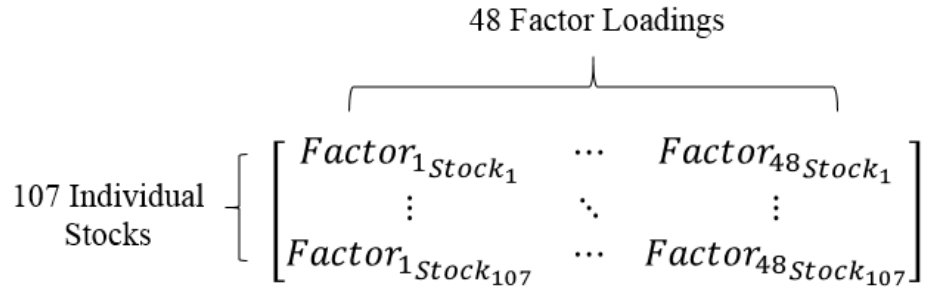 48 Factor Loadings
Factor₁Stock₁ ⋯ Factor₄₈Stock₁
107 Individual
Stocks
⋮ ⋱ ⋮
Factor₁Stock₁₀₇ ⋯ Factor₄₈Stock₁₀₇